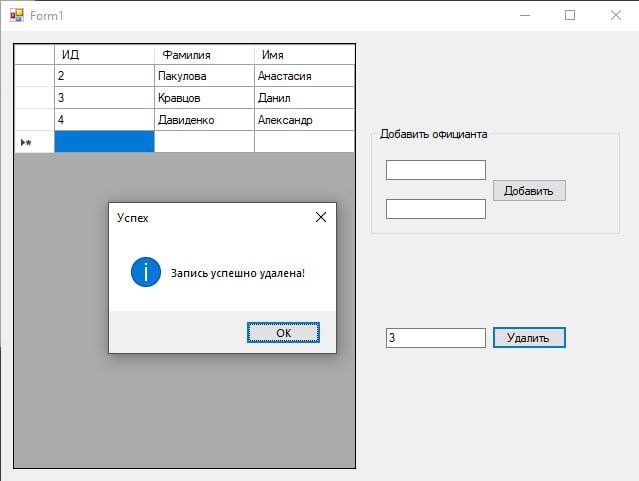 Form1
ИД Фамилия Имя
2 Пакулова Анастасия
3 Кравцов Данил
4 Давиденко Александр
Добавить официанта
Добавить
Успех
Запись успешно удалена!
OK
3 Удалить